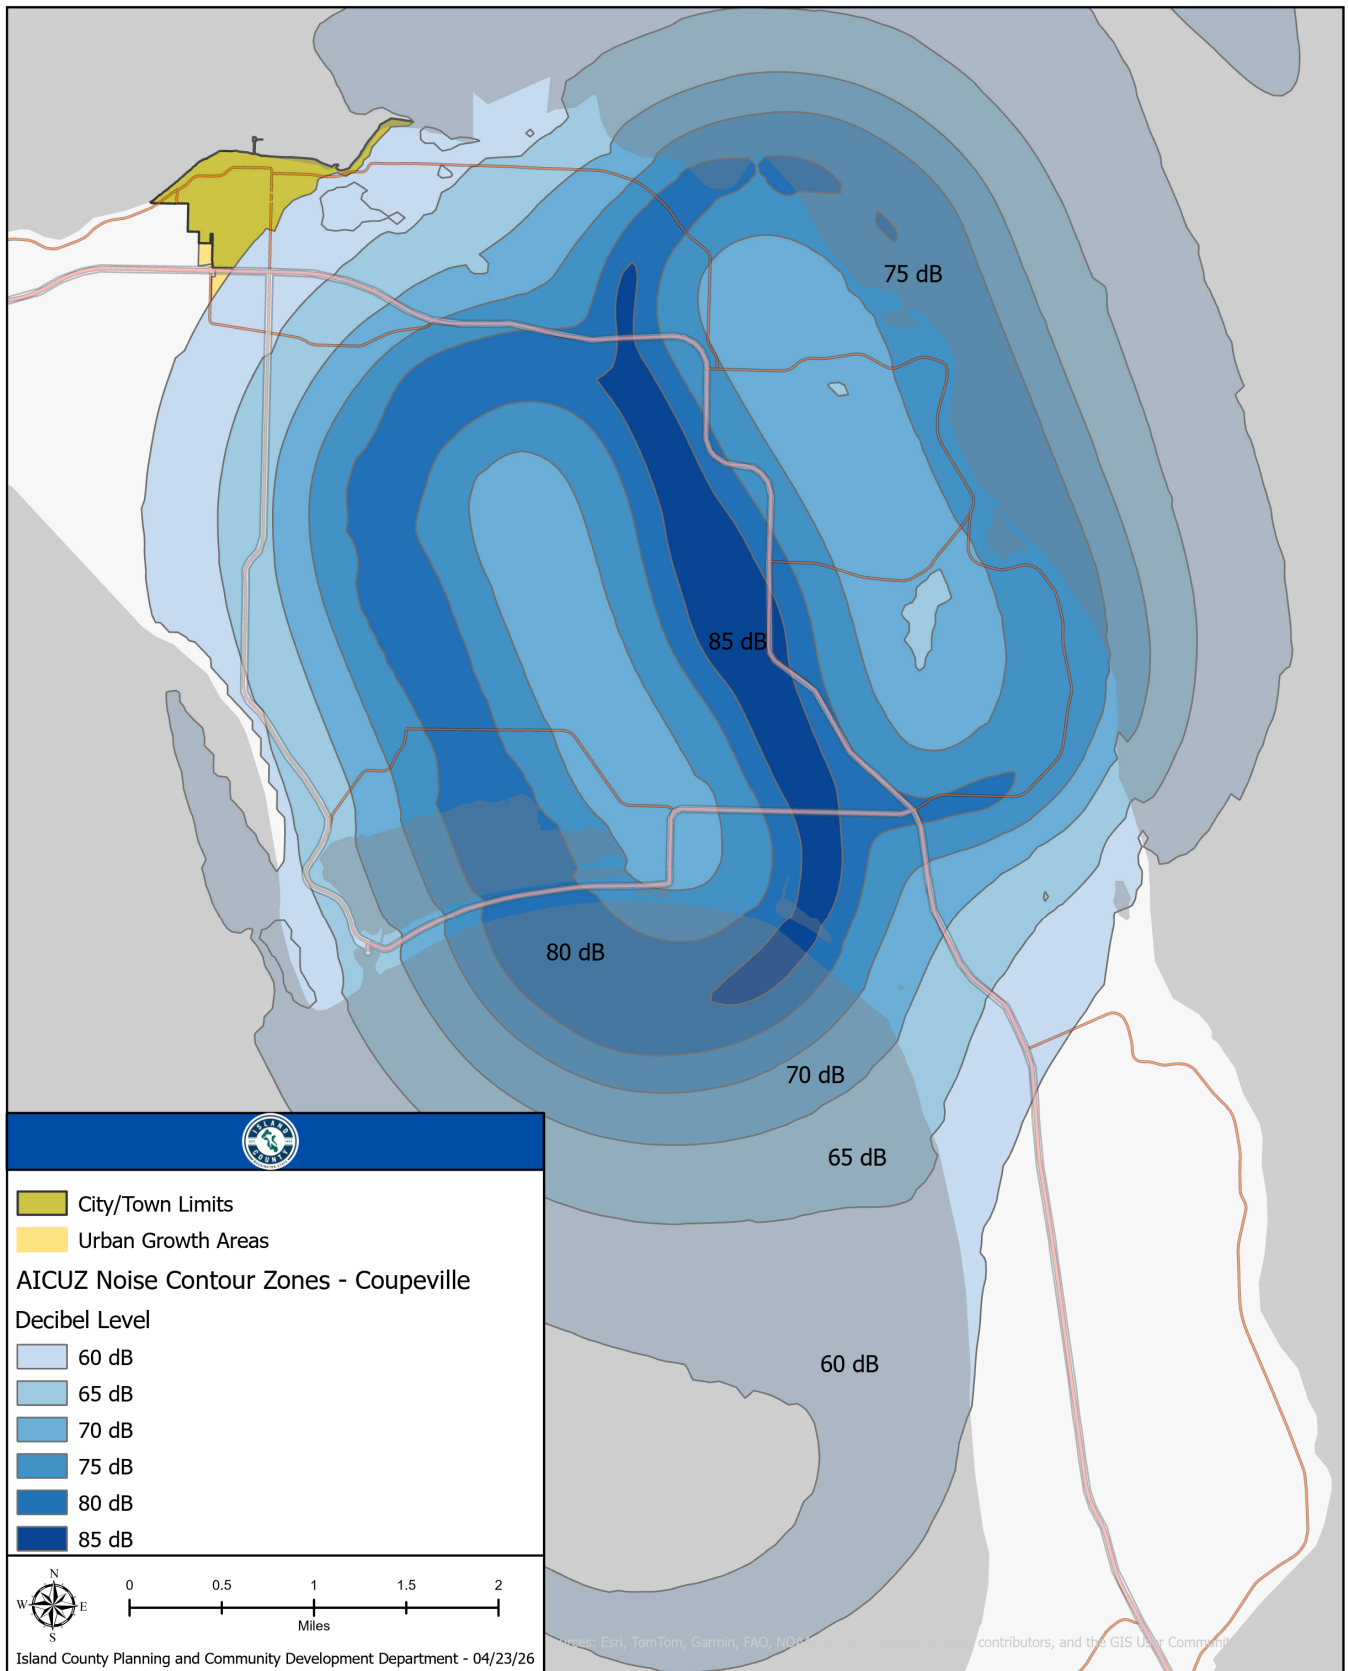 75 dB
85 dB
80 dB
70 dB
65 dB
60 dB
ISLAND
COUNTY
City/Town Limits
Urban Growth Areas
AICUZ Noise Contour Zones - Coupeville
Decibel Level
60 dB
65 dB
70 dB
75 dB
80 dB
85 dB
N
W E
S
0 0.5 1 1.5 2
Miles
Esri, TomTom, Garmin, FAO, contributors, and the GIS User
Island County Planning and Community Development Department - 04/23/26